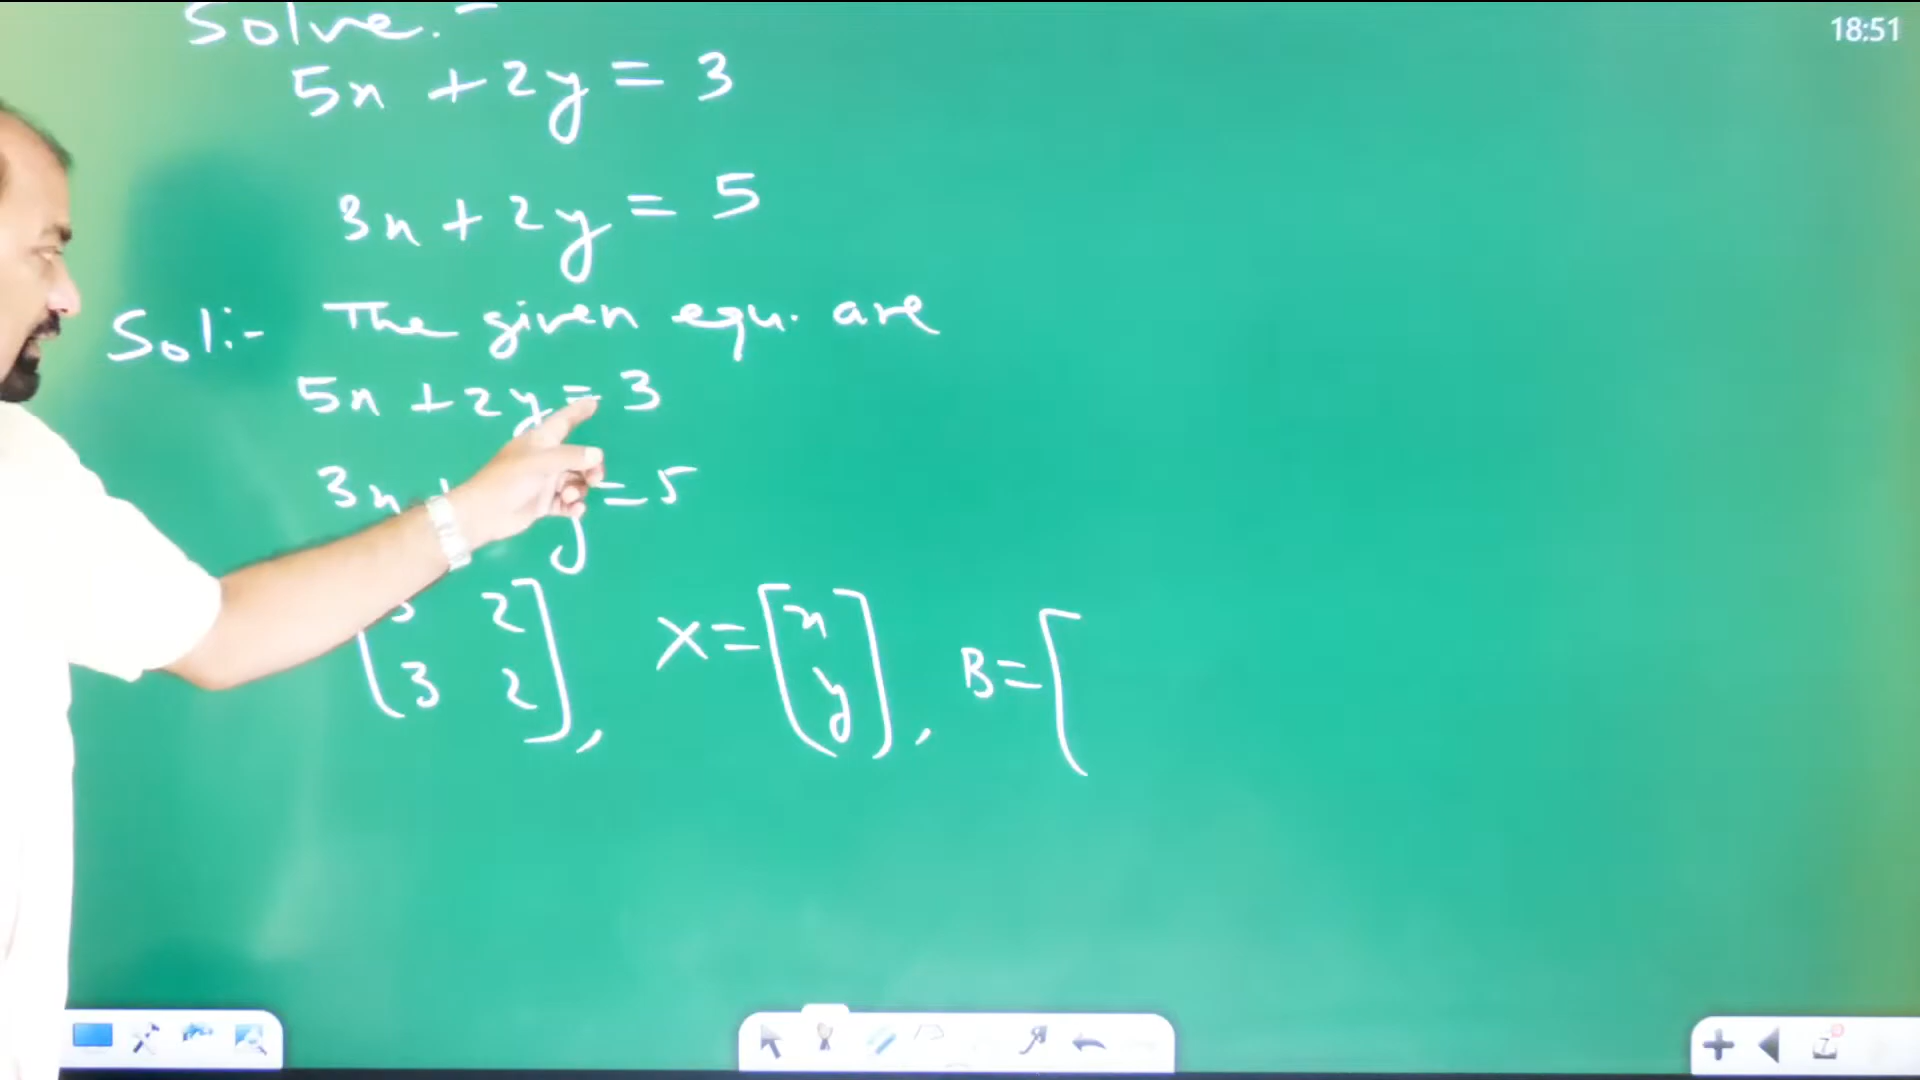 18:51
Solve:-
5x + 2y = 3
3x + 2y = 5
Sol:- The given equ. are
5x + 2y = 3
3x + y = 5
[ 2
3 2 ], X = [ x
y ], B = [